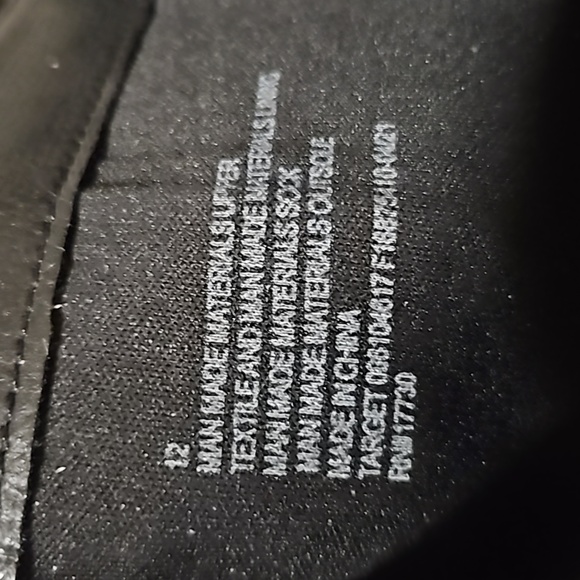 12
MAN MADE MATERIALS UPPER
TEXTILE AND MAN MADE MATERIALS LINING
MAN MADE MATERIALS SOCK
MAN MADE MATERIALS OUTSOLE
MADE IN CHINA
TARGET
RN# 17730